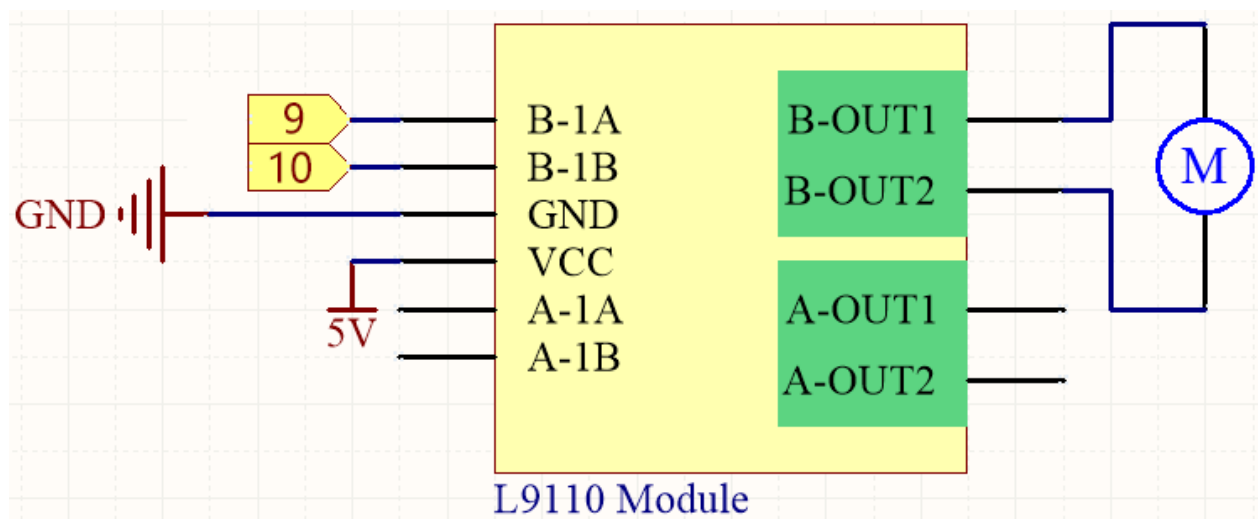 9
10
GND
5V
B-1A
B-1B
GND
VCC
A-1A
A-1B
B-OUT1
B-OUT2
A-OUT1
A-OUT2
M
L9110 Module